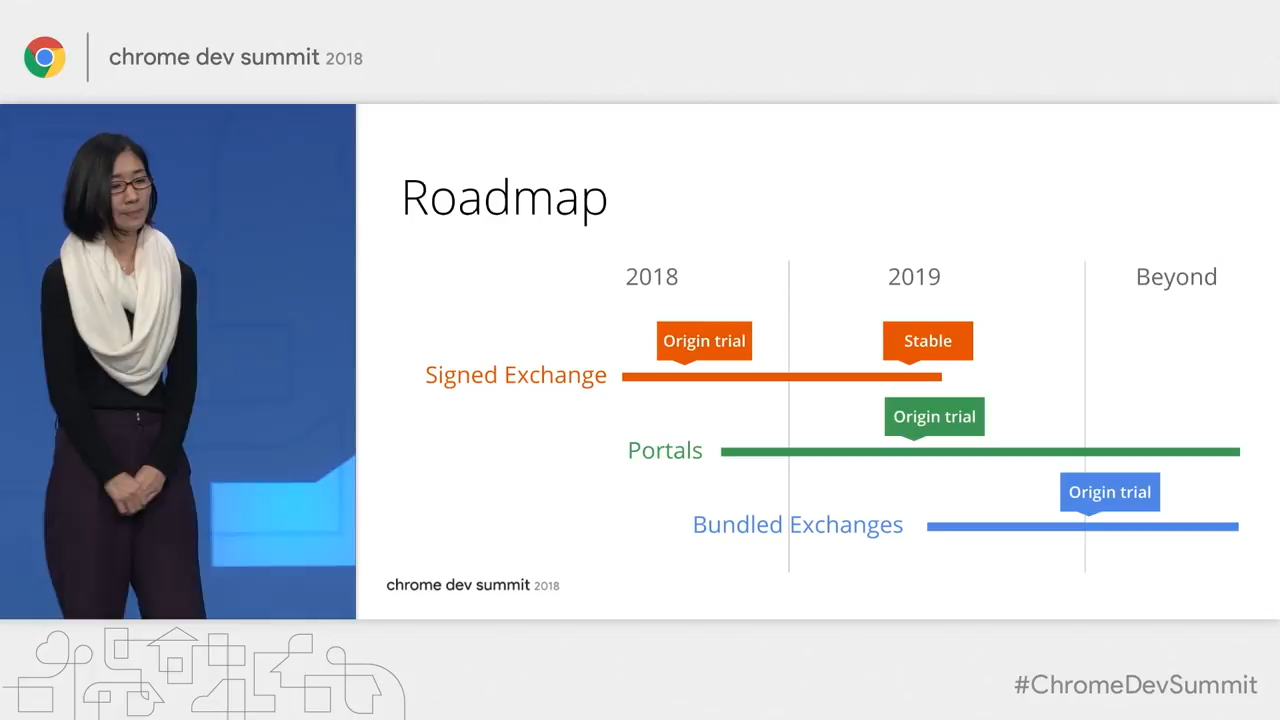 chrome dev summit 2018
Roadmap
2018 2019 Beyond
Origin trial Stable
Signed Exchange
Origin trial
Portals
Origin trial
Bundled Exchanges
chrome dev summit 2018
#ChromeDevSummit